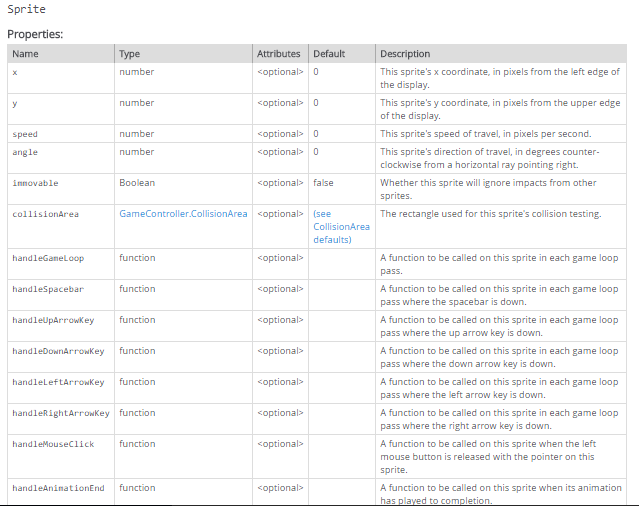 Sprite
Properties:
Name Type Attributes Default Description
x number <optional> 0 This sprite's x coordinate, in pixels from the left edge of
the display.
y number <optional> 0 This sprite's y coordinate, in pixels from the upper edge
of the display.
speed number <optional> 0 This sprite's speed of travel, in pixels per second.
angle number <optional> 0 This sprite's direction of travel, in degrees counter-
clockwise from a horizontal ray pointing right.
immovable Boolean <optional> false Whether this sprite will ignore impacts from other
sprites.
collisionArea GameController.CollisionArea <optional> (see The rectangle used for this sprite's collision testing.
CollisionArea
defaults)
handleGameLoop function <optional> A function to be called on this sprite in each game loop
pass.
handleSpacebar function <optional> A function to be called on this sprite in each game loop
pass where the spacebar is down.
handleUpArrowKey function <optional> A function to be called on this sprite in each game loop
pass where the up arrow key is down.
handleDownArrowKey function <optional> A function to be called on this sprite in each game loop
pass where the down arrow key is down.
handleLeftArrowKey function <optional> A function to be called on this sprite in each game loop
pass where the left arrow key is down.
handleRightArrowKey function <optional> A function to be called on this sprite in each game loop
pass where the right arrow key is down.
handleMouseClick function <optional> A function to be called on this sprite when the left
mouse button is released with the pointer on this
sprite.
handleAnimationEnd function <optional> A function to be called on this sprite when its animation
has played to completion.